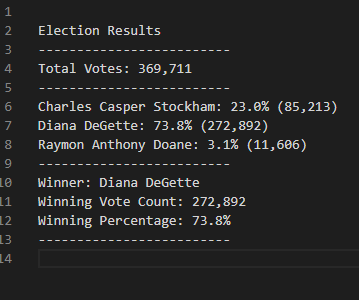 1
2 Election Results
3 -------------------------
4 Total Votes: 369,711
5 -------------------------
6 Charles Casper Stockham: 23.0% (85,213)
7 Diana DeGette: 73.8% (272,892)
8 Raymon Anthony Doane: 3.1% (11,606)
9 -------------------------
10 Winner: Diana DeGette
11 Winning Vote Count: 272,892
12 Winning Percentage: 73.8%
13 -------------------------
14